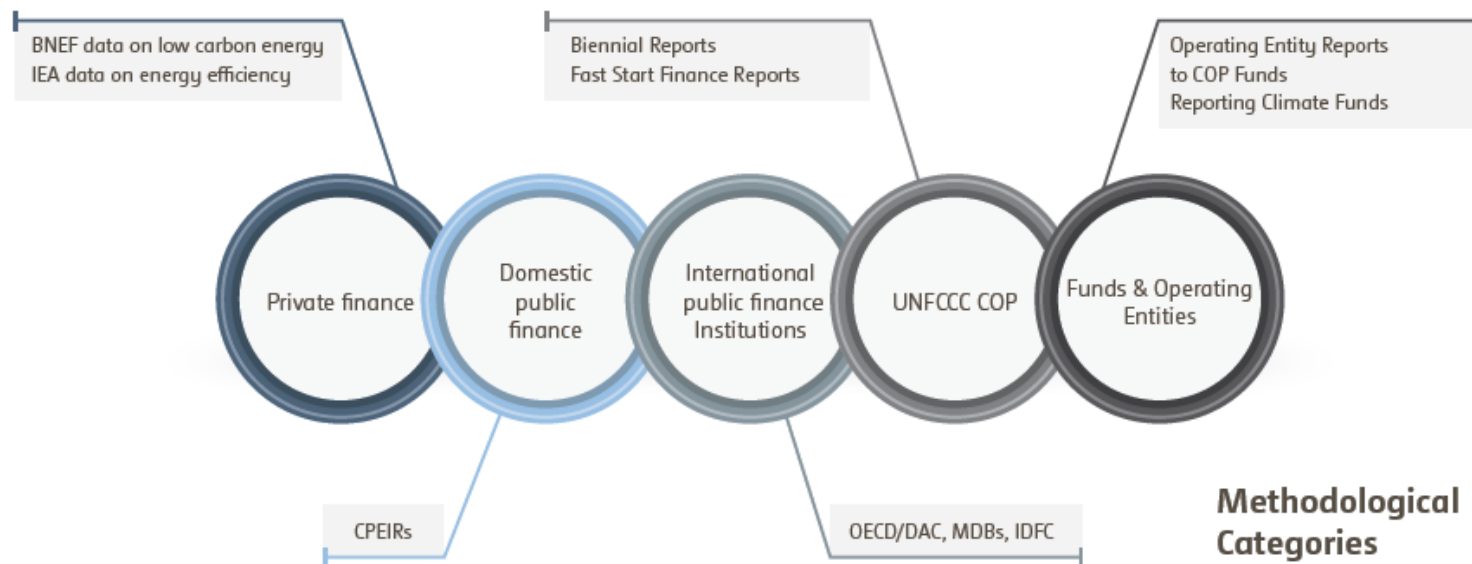 BNEF data on low carbon energy
IEA data on energy efficiency
Biennial Reports
Fast Start Finance Reports
Operating Entity Reports
to COP Funds
Reporting Climate Funds
Private finance
Domestic
public
finance
International
public finance
Institutions
UNFCCC COP
Funds & Operating
Entities
CPEIRs
OECD/DAC, MDBs, IDFC
Methodological
Categories